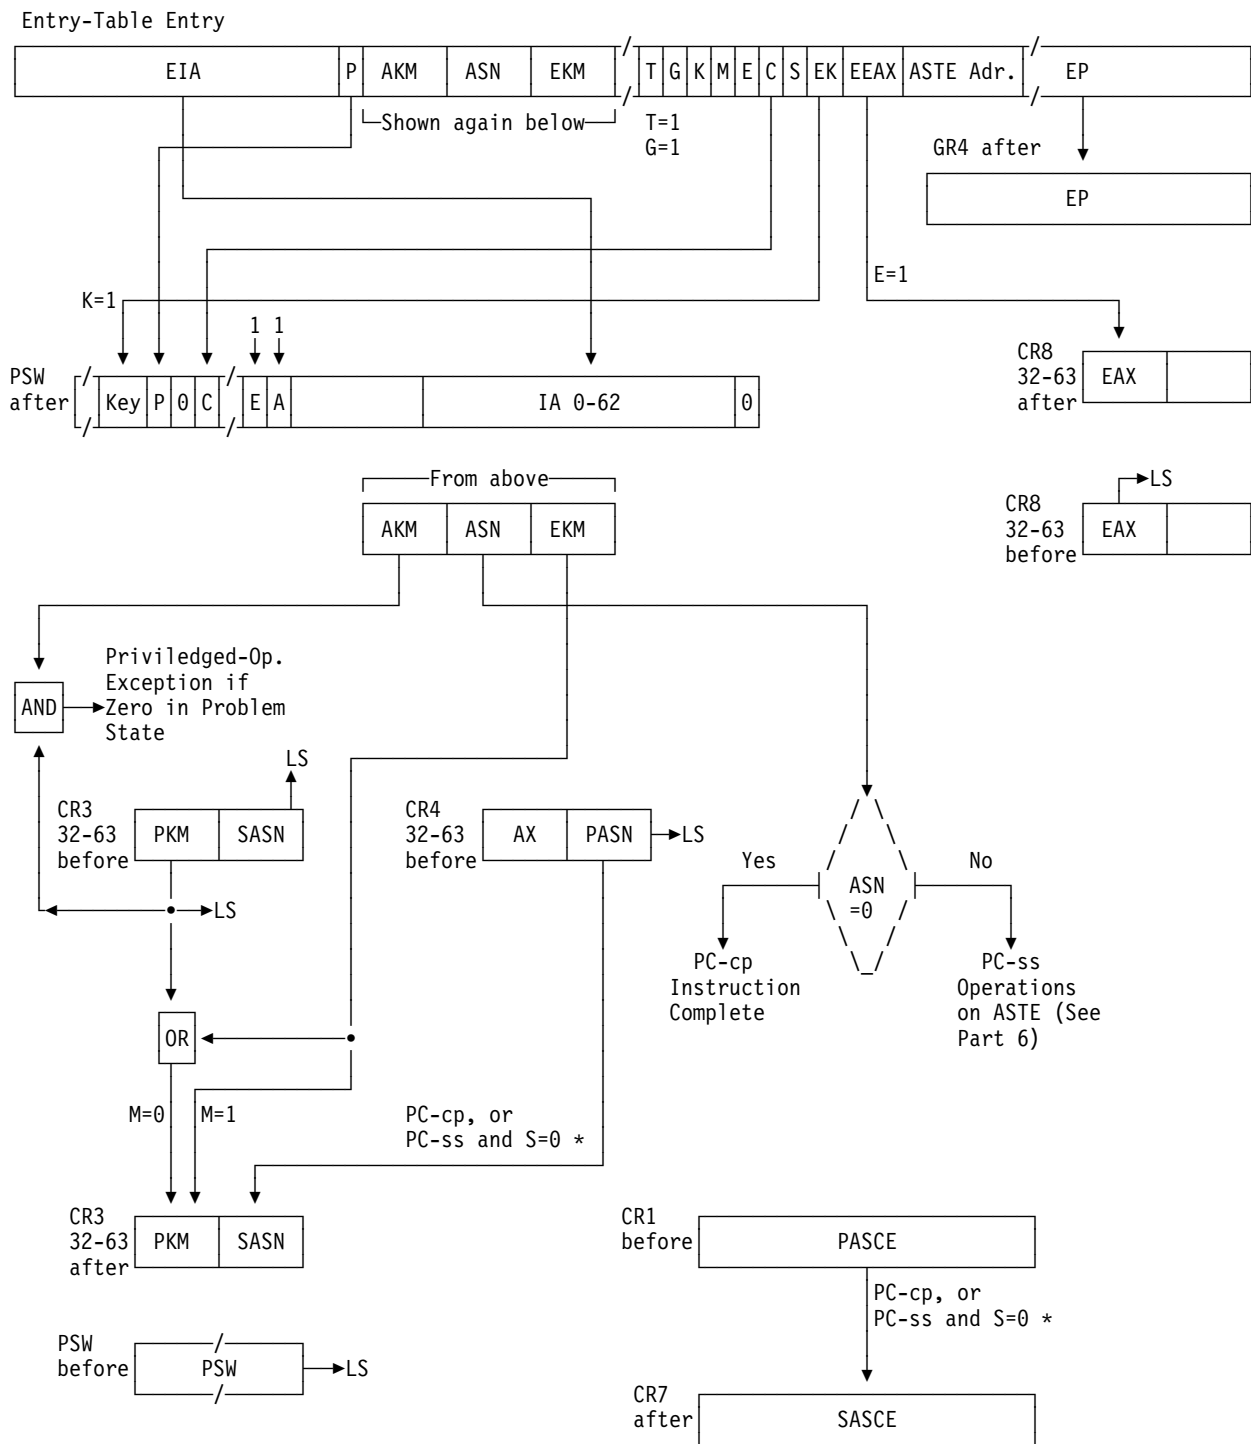 Entry-Table Entry
EIA P AKM ASN EKM T G K M E C S EK EEAX ASTE Adr. EP
Shown again below
T=1
G=1
GR4 after
EP
E=1
K=1
1 1
PSW
after
Key P 0 C E A IA 0-62 0
CR8
32-63
after
EAX
From above
AKM ASN EKM
LS
CR8
32-63
before
EAX
Priviledged-Op.
Exception if
Zero in Problem
State
AND
LS
CR3
32-63
before
PKM SASN
CR4
32-63
before
AX PASN LS
Yes
No
ASN
=0
LS
PC-cp
Instruction
Complete
PC-ss
Operations
on ASTE (See
Part 6)
OR
M=0 M=1
PC-cp, or
PC-ss and S=0 *
CR3
32-63
after
PKM SASN
CR1
before
PASCE
PC-cp, or
PC-ss and S=0 *
PSW
before
PSW LS
CR7
after
SASCE